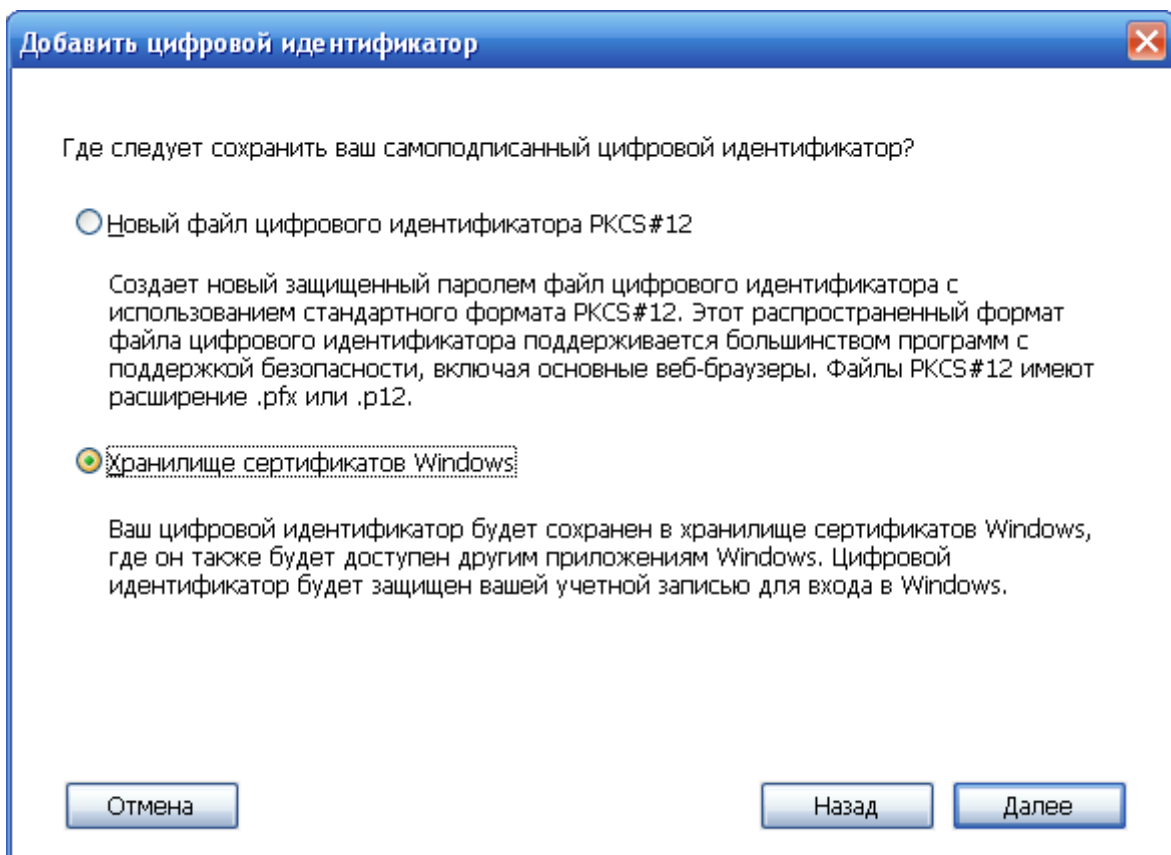 Добавить цифровой идентификатор
Где следует сохранить ваш самоподписанный цифровой идентификатор?
Новый файл цифрового идентификатора PKCS#12
Создает новый защищенный паролем файл цифрового идентификатора с
использованием стандартного формата PKCS#12. Этот распространенный формат
файла цифрового идентификатора поддерживается большинством программ с
поддержкой безопасности, включая основные веб-браузеры. Файлы PKCS#12 имеют
расширение .pfx или .p12.
Хранилище сертификатов Windows
Ваш цифровой идентификатор будет сохранен в хранилище сертификатов Windows,
где он также будет доступен другим приложениям Windows. Цифровой
идентификатор будет защищен вашей учетной записью для входа в Windows.
Отмена
Назад
Далее